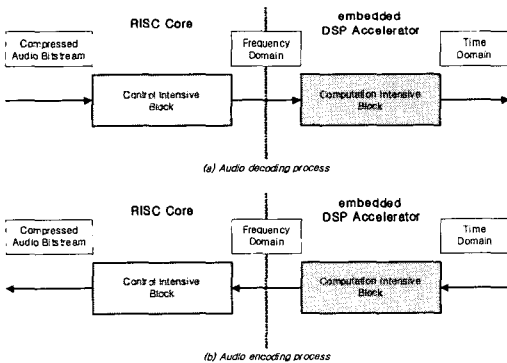 RISC Core
embedded
DSP Accelerator
Compressed
Audio Bitstream
Frequency
Domain
Time
Domain
Control Intensive
Block
Computation Intensive
Block
(a) Audio decoding process
RISC Core
embedded
DSP Accelerator
Compressed
Audio Bitstream
Frequency
Domain
Time
Domain
Control Intensive
Block
Computation Intensive
Block
(b) Audio encoding process